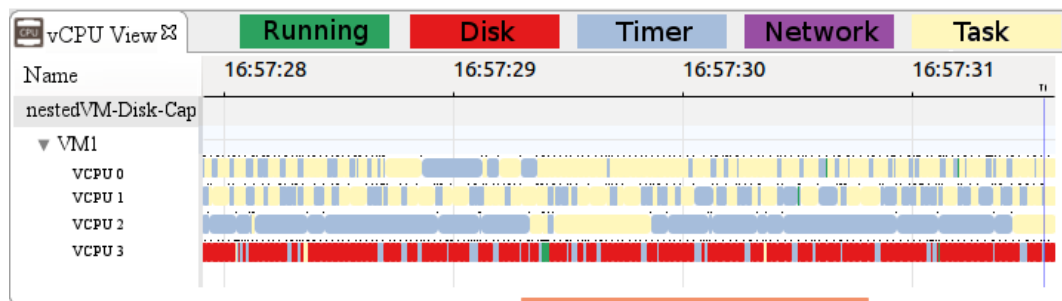 CPU vCPU View Running Disk Timer Network Task
Name 16:57:28 16:57:29 16:57:30 16:57:31
nestedVM-Disk-Cap
VM1
VCPU 0
VCPU 1
VCPU 2
VCPU 3